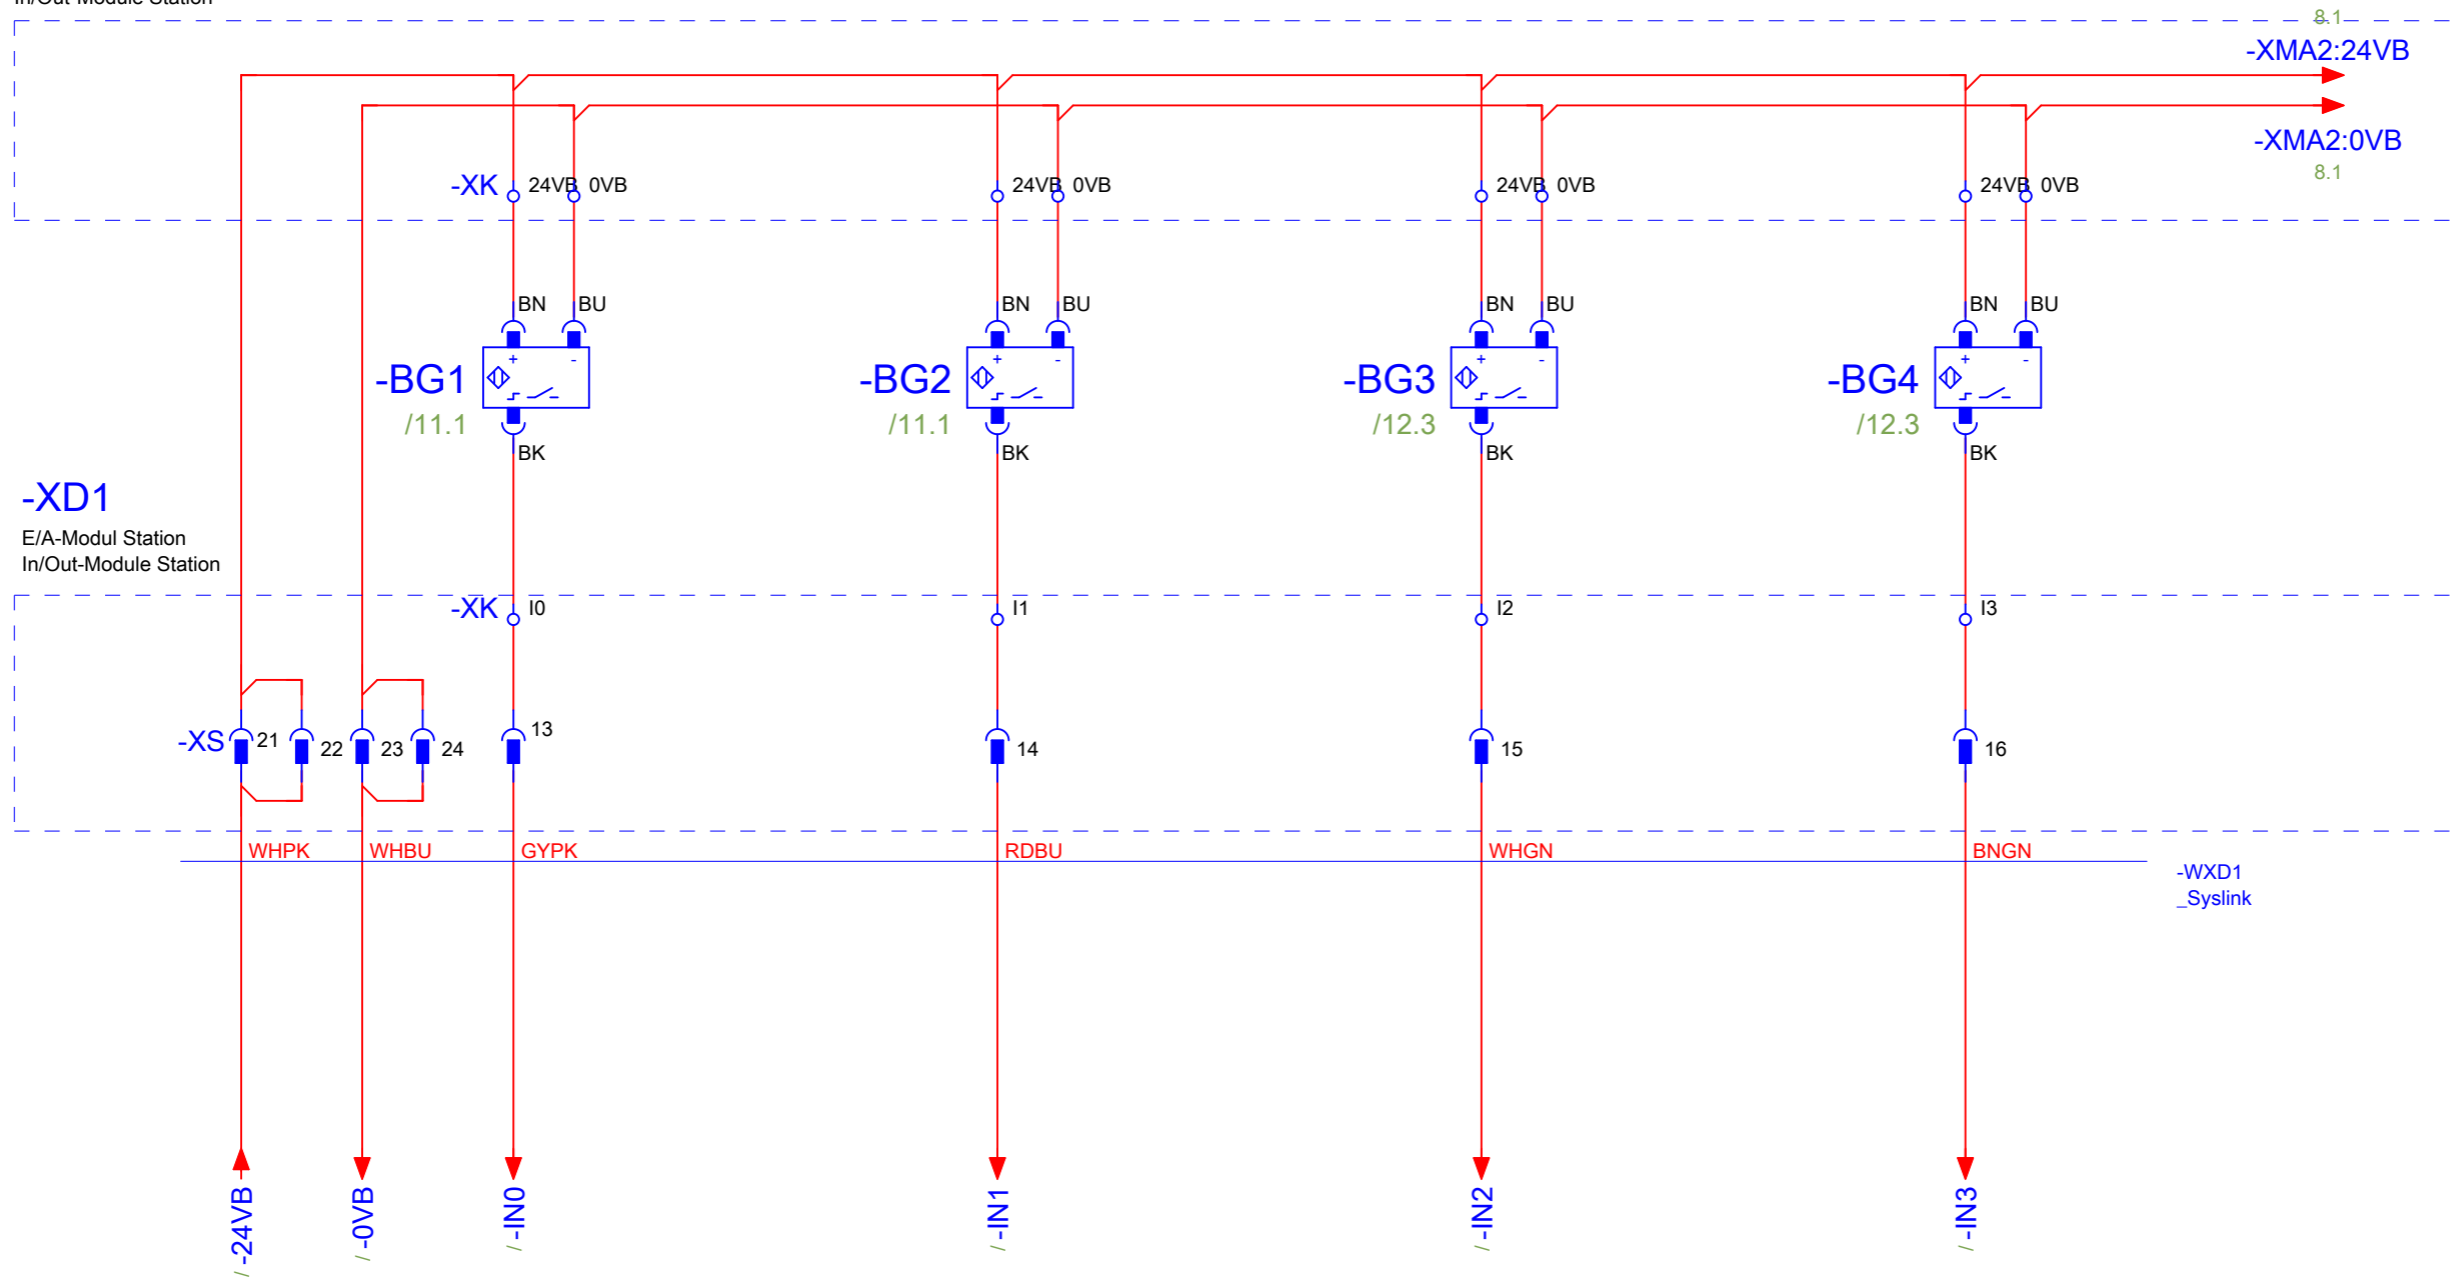 In/Out-Module Station
8.1
-XMA2:24VB
-XMA2:0VB
8.1
-XK 24VB 0VB 24VB 0VB 24VB 0VB 24VB 0VB
BN BU BN BU BN BU BN BU
+ - + - + - + -
-BG1 -BG2 -BG3 -BG4
/11.1 /11.1 /12.3 /12.3
BK BK BK BK
-XD1
E/A-Modul Station
In/Out-Module Station
-XK I0 I1 I2 I3
-XS 21 22 23 24 13 14 15 16
WHPK WHBU GYPK RDBU WHGN BNGN
-WXD1
_Syslink
/ -24VB
/ -0VB
/ -IN0
/ -IN1
/ -IN2
/ -IN3